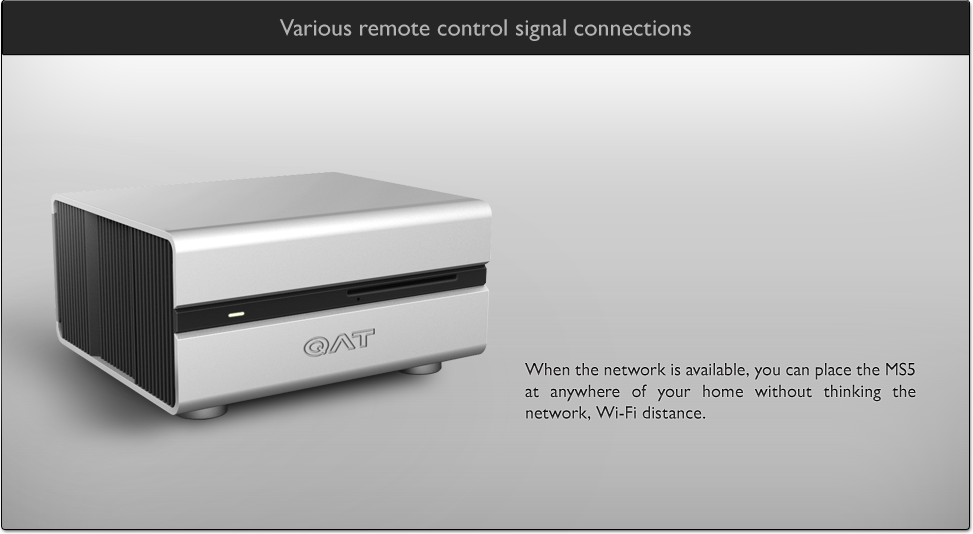 Various remote control signal connections
QAT
When the network is available, you can place the MS5
at anywhere of your home without thinking the
network, Wi-Fi distance.